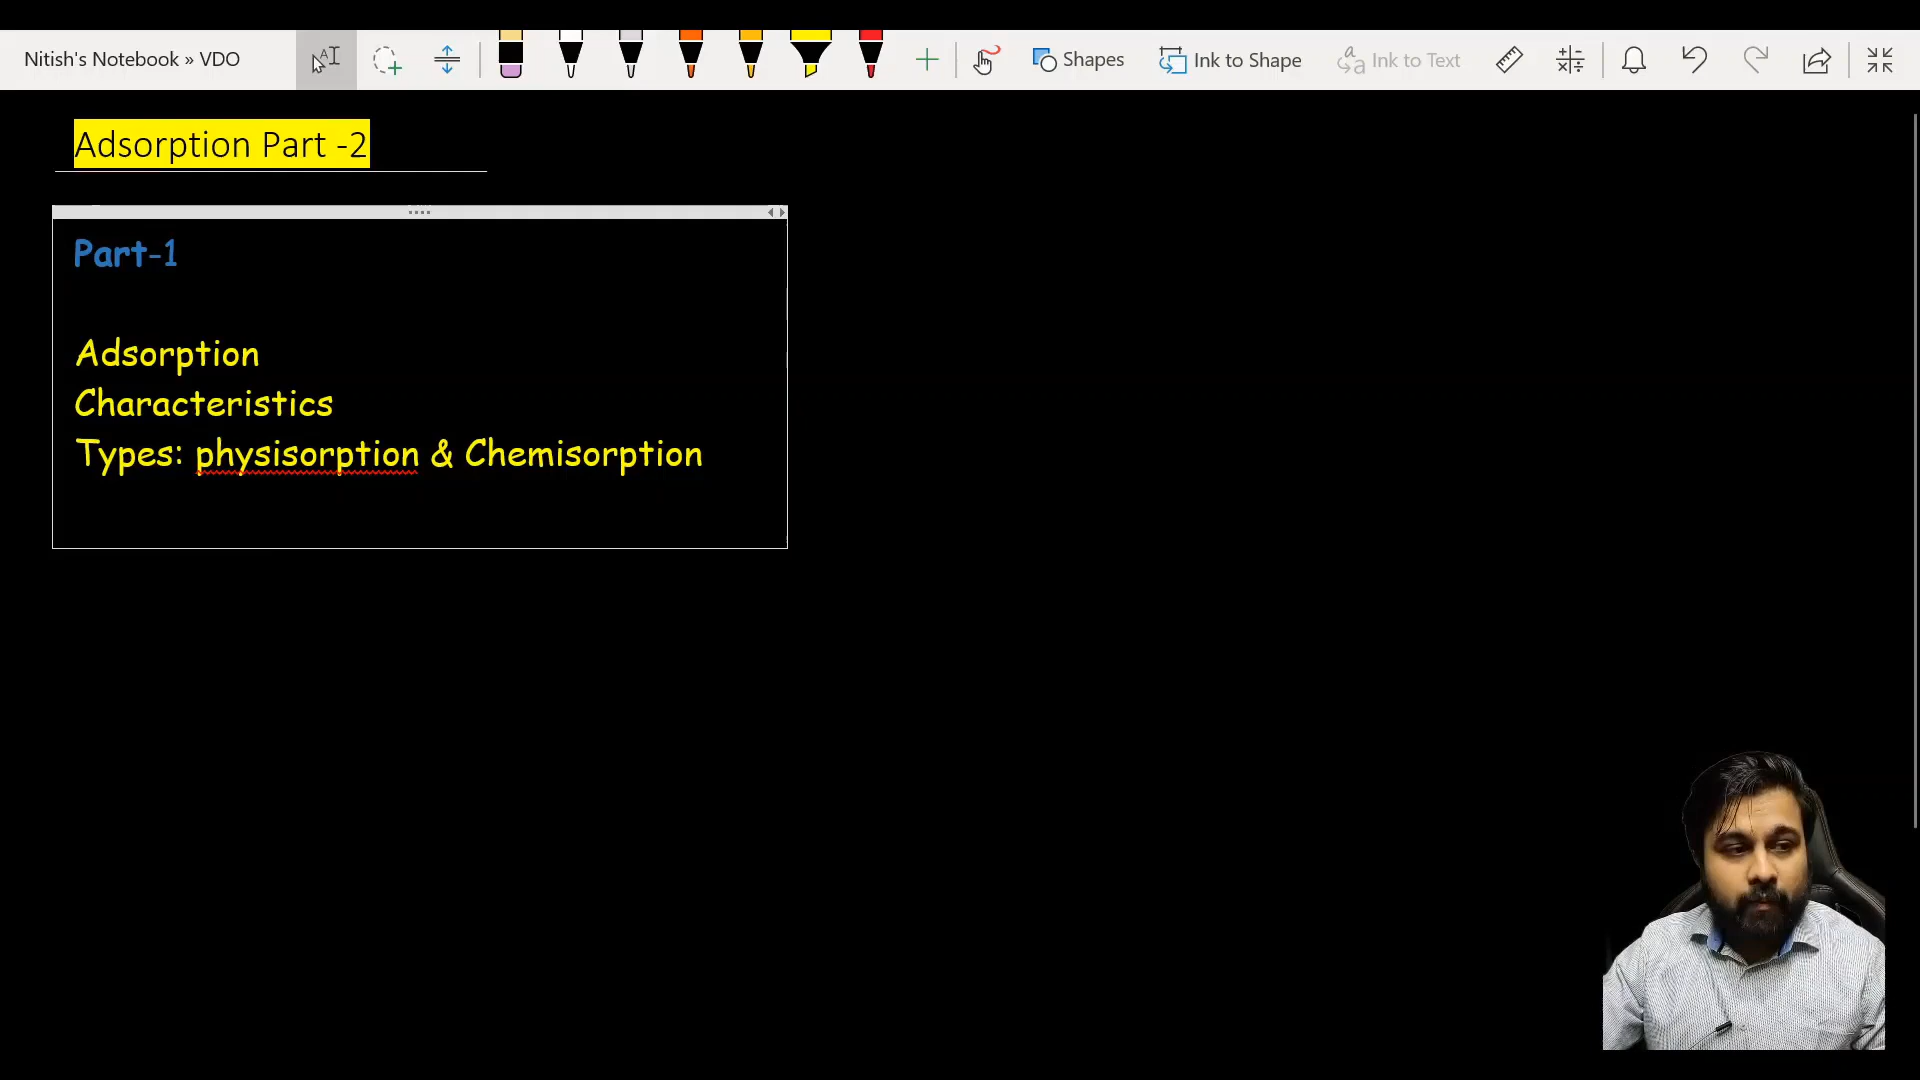 Nitish's Notebook » VDO
Shapes
Ink to Shape
Ink to Text
Adsorption Part -2
Part-1
Adsorption
Characteristics
Types: physisorption & Chemisorption